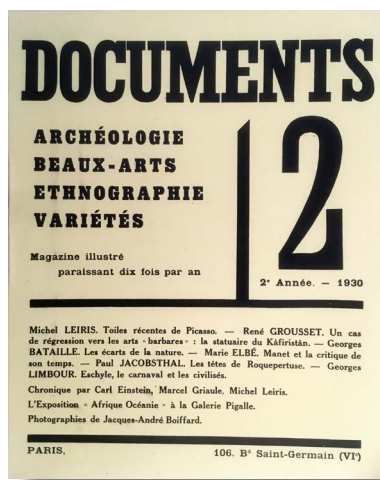 DOCUMENTS
ARCHÉOLOGIE
BEAUX-ARTS
ETHNOGRAPHIE
VARIÉTÉS
Magazine illustré
paraissant dix fois par an
2
2e Année. — 1930
Michel LEIRIS. Toiles récentes de Picasso. — René GROUSSET. Un cas
de régression vers les arts « barbares » : la statuaire du Kâfiristân. — Georges
BATAILLE. Les écarts de la nature. — Marie ELBÉ. Manet et la critique de
son temps. — Paul JACOBSTHAL. Les têtes de Roquepertuse. — Georges
LIMBOUR. Eschyle, le carnaval et les civilisés.
Chronique par Carl Einstein, Marcel Griaule, Michel Leiris.
L'Exposition « Afrique Océanie » à la Galerie Pigalle.
Photographies de Jacques-André Boiffard.
PARIS,
106, Bd Saint-Germain (VIe)